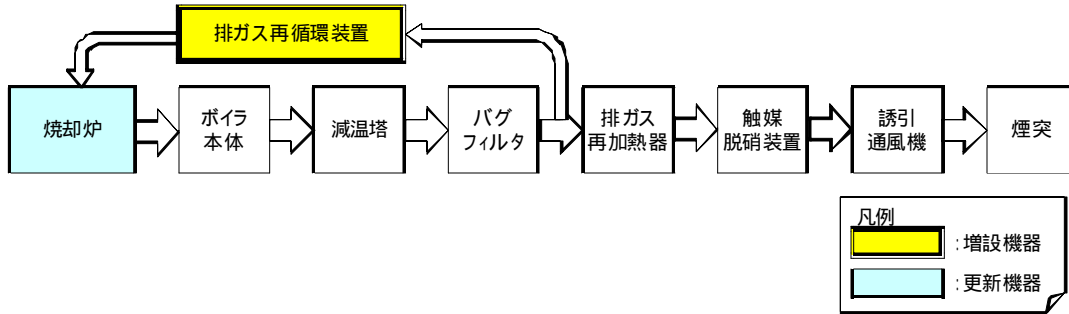 排ガス再循環装置
焼却炉
ボイラ
本体
減温塔
バグ
フィルタ
排ガス
再加熱器
触媒
脱硝装置
誘引
通風機
煙突
凡例
:増設機器
:更新機器